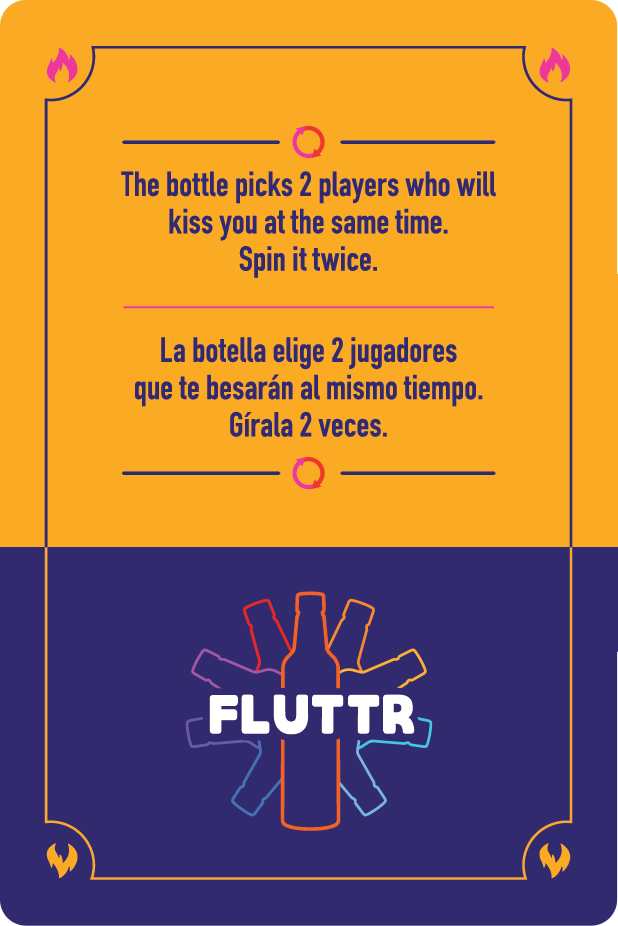 The bottle picks 2 players who will
kiss you at the same time.
Spin it twice.
La botella elige 2 jugadores
que te besarán al mismo tiempo.
Gírala 2 veces.
FLUTTR